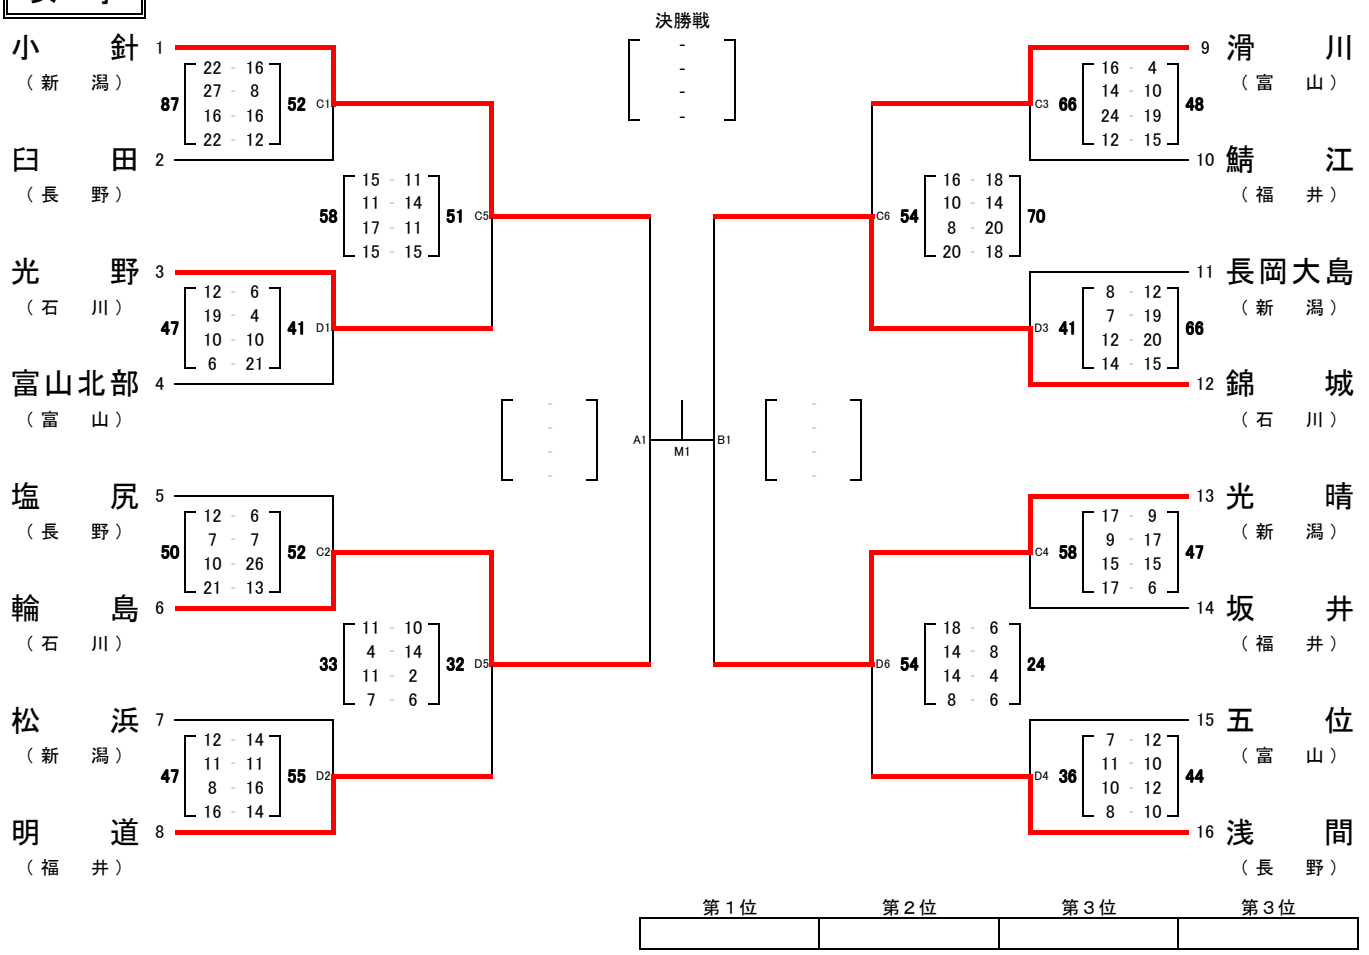 決勝戦
-
-
-
-
小 針 1
（ 新 潟 ）
87 22 - 16 52 C1
27 - 8
16 - 16
22 - 12
臼 田 2
（ 長 野 ）
58 15 - 11 51 C5
11 - 14
17 - 11
15 - 15
光 野 3
（ 石 川 ）
47 12 - 6 41 D1
19 - 4
10 - 10
6 - 21
富山北部 4
（ 富 山 ）
塩 尻 5
（ 長 野 ）
50 12 - 6 52 C2
7 - 7
10 - 26
21 - 13
輪 島 6
（ 石 川 ）
33 11 - 10 32 D5
4 - 14
11 - 2
7 - 6
松 浜 7
（ 新 潟 ）
47 12 - 14 55 D2
11 - 11
8 - 16
16 - 14
明 道 8
（ 福 井 ）
-
-
-
-
A1 M1 B1
-
-
-
-
9 滑 川
（ 富 山 ）
C3 66 16 - 4 48
14 - 10
24 - 19
12 - 15
10 鯖 江
（ 福 井 ）
C6 54 16 - 18 70
10 - 14
8 - 20
20 - 18
11 長岡大島
（ 新 潟 ）
D3 41 8 - 12 66
7 - 19
12 - 20
14 - 15
12 錦 城
（ 石 川 ）
13 光 晴
（ 新 潟 ）
C4 58 17 - 9 47
9 - 17
15 - 15
17 - 6
14 坂 井
（ 福 井 ）
D6 54 18 - 6 24
14 - 8
14 - 4
8 - 6
15 五 位
（ 富 山 ）
D4 36 7 - 12 44
11 - 10
10 - 12
8 - 10
16 浅 間
（ 長 野 ）
第１位 第２位 第３位 第３位